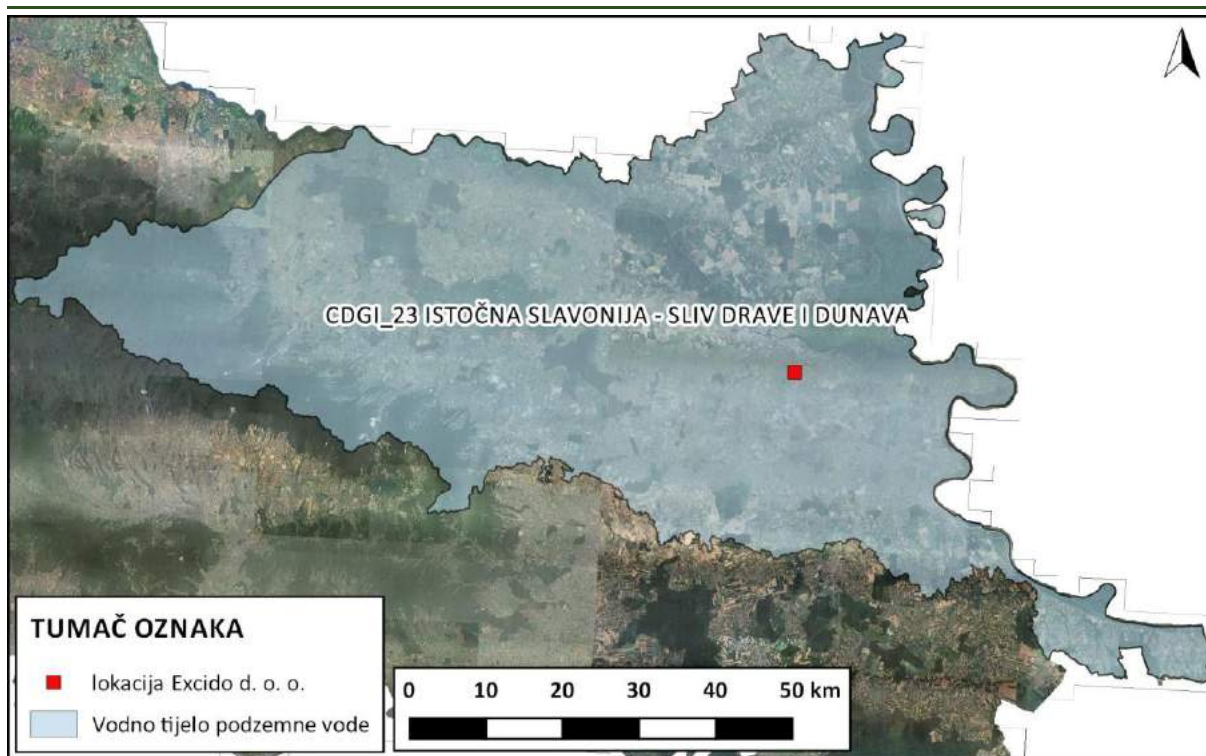 CDGI_23 ISTOČNA SLAVONIJA - SLIV DRAVE I DUNAVA
TUMAČ OZNAKA
lokacija Excido d. o. o.
Vodno tijelo podzemne vode
0 10 20 30 40 50 km